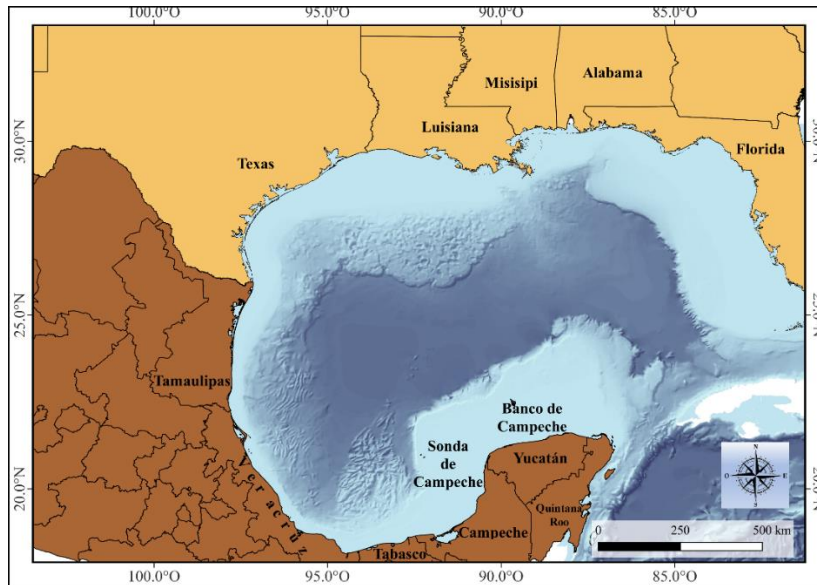 100.0°O 95.0°O 90.0°O 85.0°O
Misisipi
Alabama
Luisiana
30.0°N
Florida
Texas
25.0°N
Tamaulipas
Banco de
Campeche
Sonda
de
Campeche
Yucatán
N
O E
S
20.0°N
Veracruz
Quintana
Roo
Campeche
Tabasco
0 250 500 km
100.0°O 95.0°O 90.0°O 85.0°O